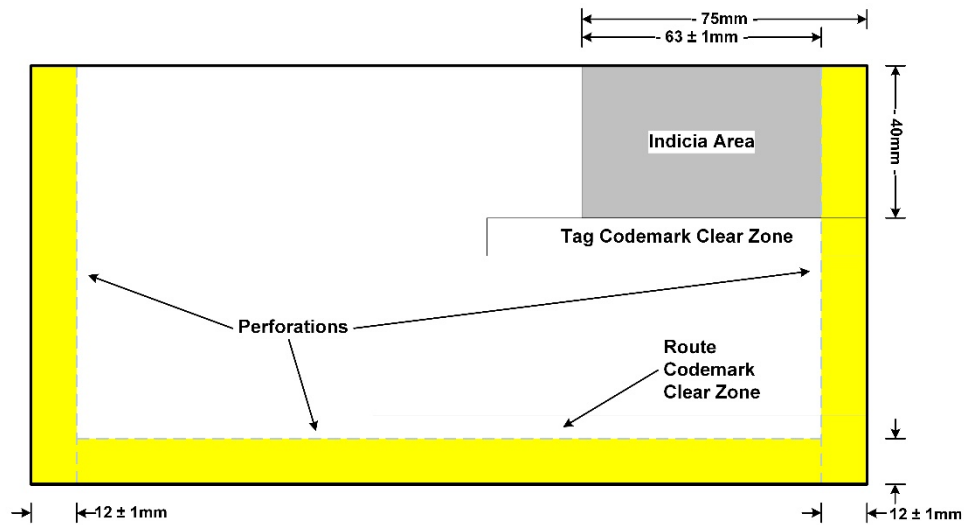 - 75mm -
- 63 ± 1mm -
Indicia Area
- 40mm -
Tag Codemark Clear Zone
Perforations
Route
Codemark
Clear Zone
12 ± 1mm
12 ± 1mm